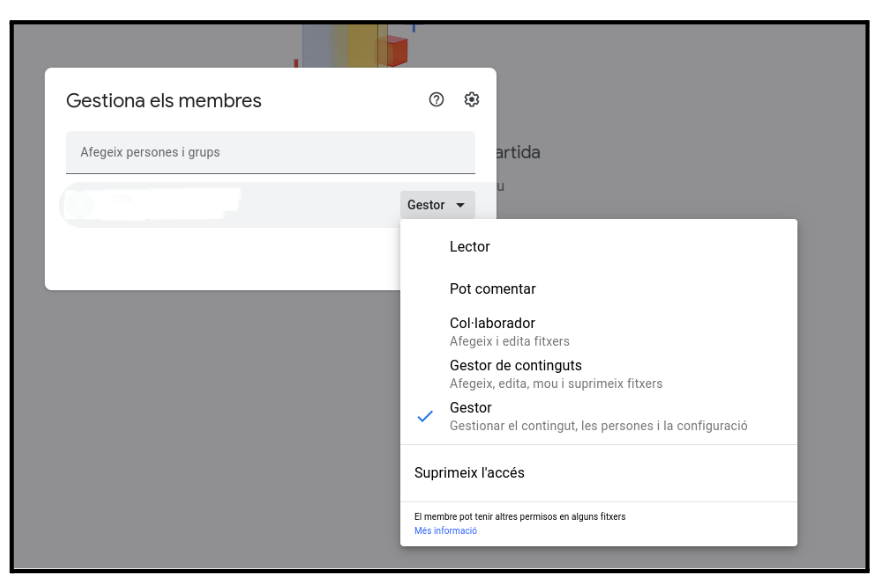 Gestiona els membres
Afegeix persones i grups
artida
u
Gestor
Lector
Pot comentar
Col·laborador
Afegeix i edita fitxers
Gestor de continguts
Afegeix, edita, mou i suprimeix fitxers
Gestor
Gestionar el contingut, les persones i la configuració
Suprimeix l'accés
El membre pot tenir altres permisos en alguns fitxers
Més informació